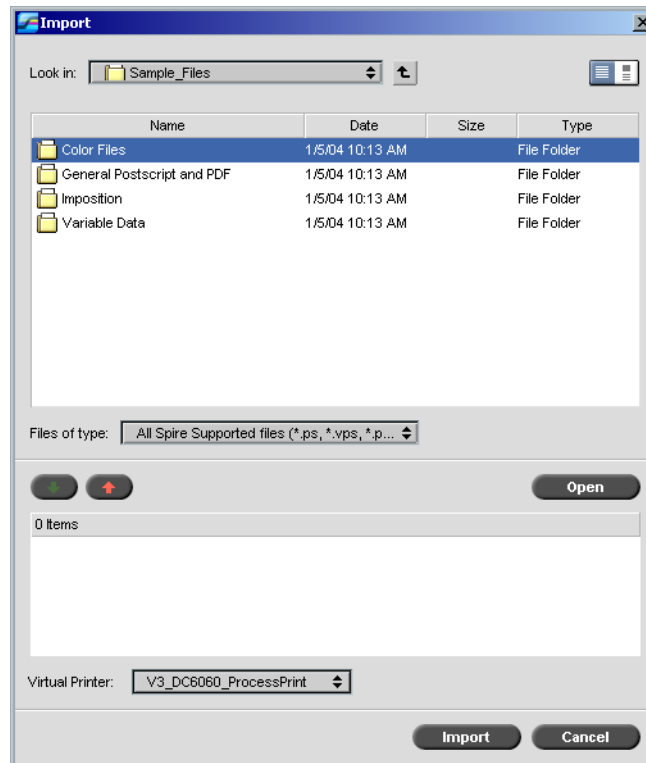 Import
Look in: Sample_Files
Name Date Size Type
Color Files 1/5/04 10:13 AM File Folder
General Postscript and PDF 1/5/04 10:13 AM File Folder
Imposition 1/5/04 10:13 AM File Folder
Variable Data 1/5/04 10:13 AM File Folder
Files of type: All Spire Supported files (*.ps, *.vps, *.p...
Open
0 Items
Virtual Printer: V3_DC6060_ProcessPrint
Import Cancel